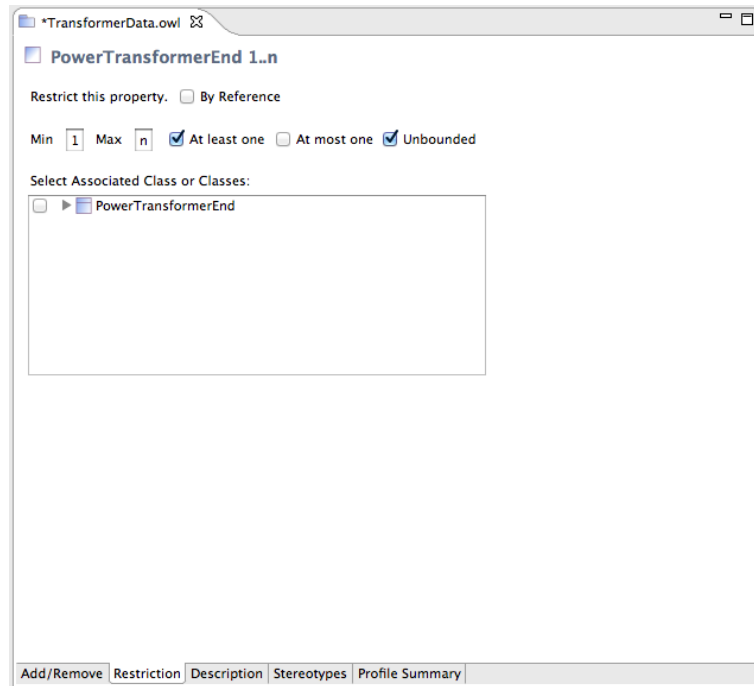 *TransformerData.owl
PowerTransformerEnd 1..n
Restrict this property. By Reference
Min 1 Max n At least one At most one Unbounded
Select Associated Class or Classes:
PowerTransformerEnd
Add/Remove Restriction Description Stereotypes Profile Summary